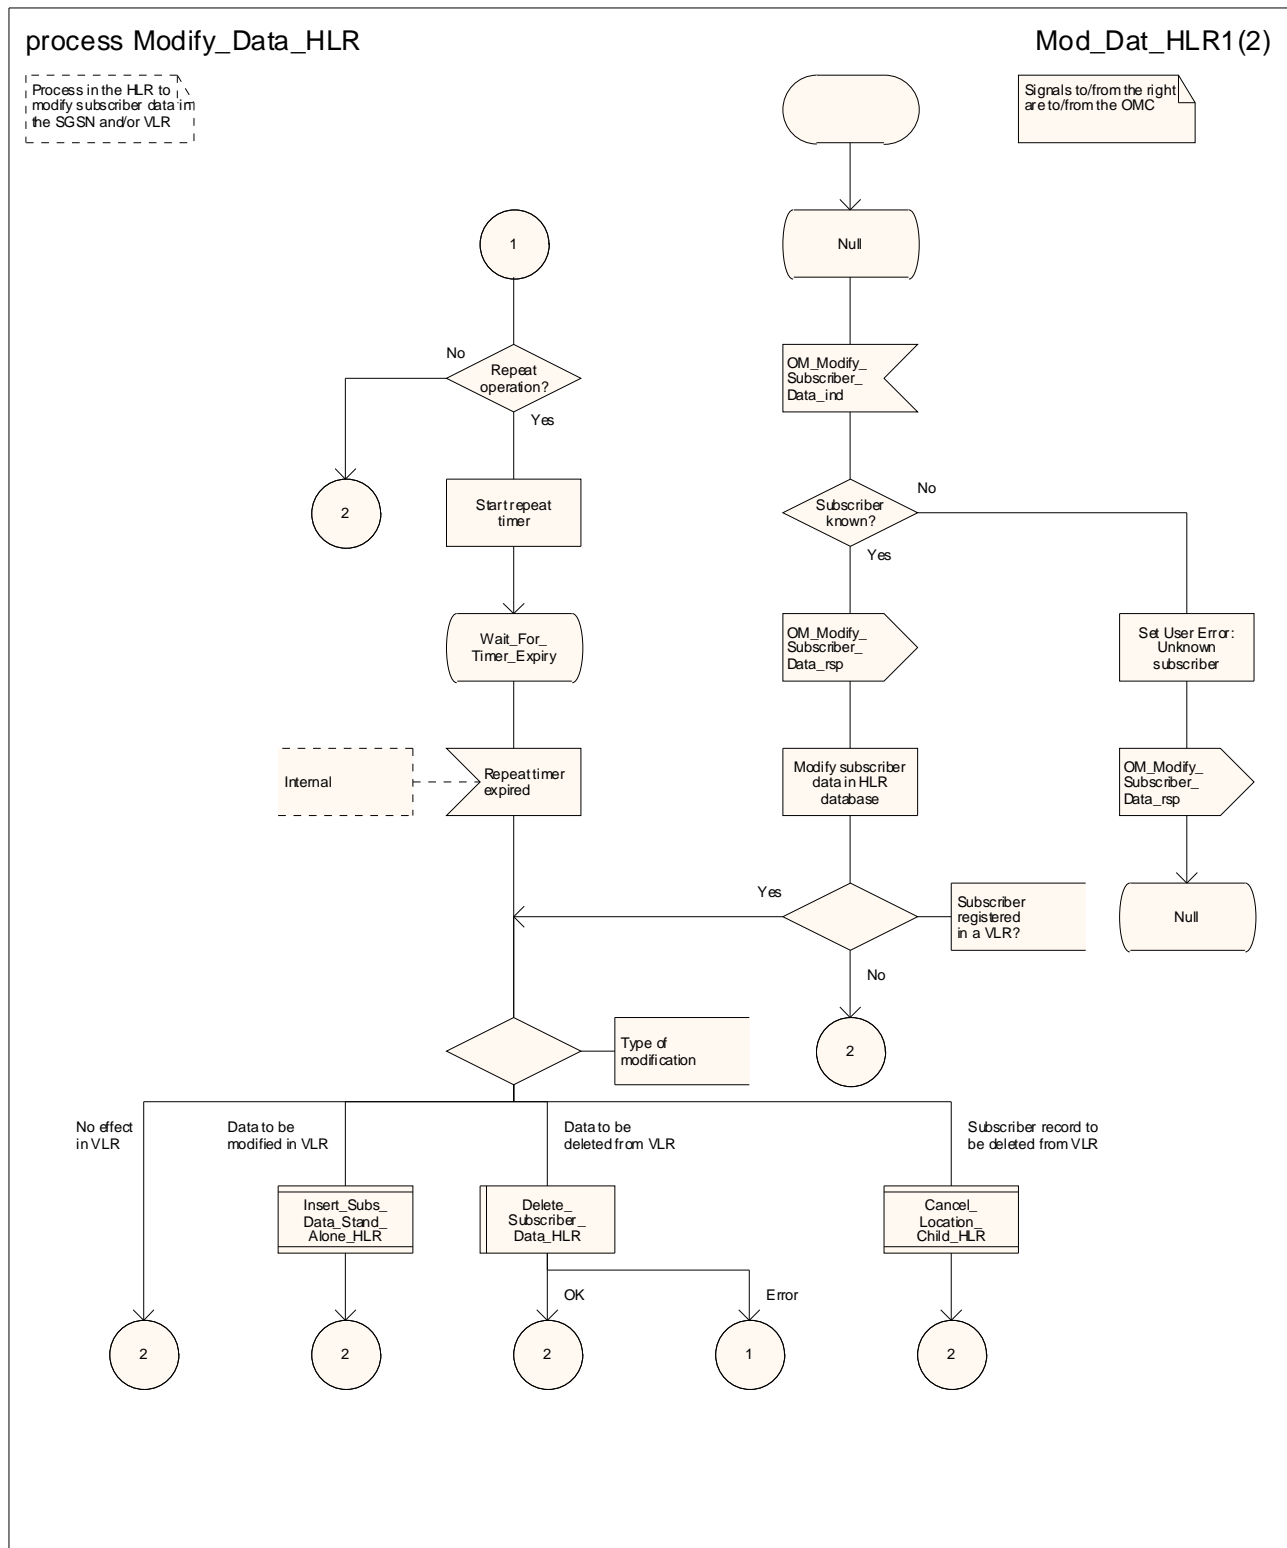 process Modify_Data_HLR
Mod_Dat_HLR1(2)
Process in the HLR to
modify subscriber data in
the SGSN and/or VLR
Signals to/from the right
are to/from the OMC
Null
1
OM_Modify_
Subscriber_
Data_ind
No
Repeat
operation?
Yes
2
Start repeat
timer
Subscriber
known?
No
Yes
Wait_For_
Timer_Expiry
OM_Modify_
Subscriber_
Data_rsp
Set User Error:
Unknown
subscriber
Internal
Repeat timer
expired
Modify subscriber
data in HLR
database
OM_Modify_
Subscriber_
Data_rsp
Yes
Subscriber
registered
in a VLR?
Null
No
2
Type of
modification
No effect
in VLR
Data to be
modified in VLR
Data to be
deleted from VLR
Subscriber record to
be deleted from VLR
Insert_Subs_
Data_Stand_
Alone_HLR
Delete_
Subscriber_
Data_HLR
Cancel_
Location_
Child_HLR
OK
Error
2
2
2
1
2